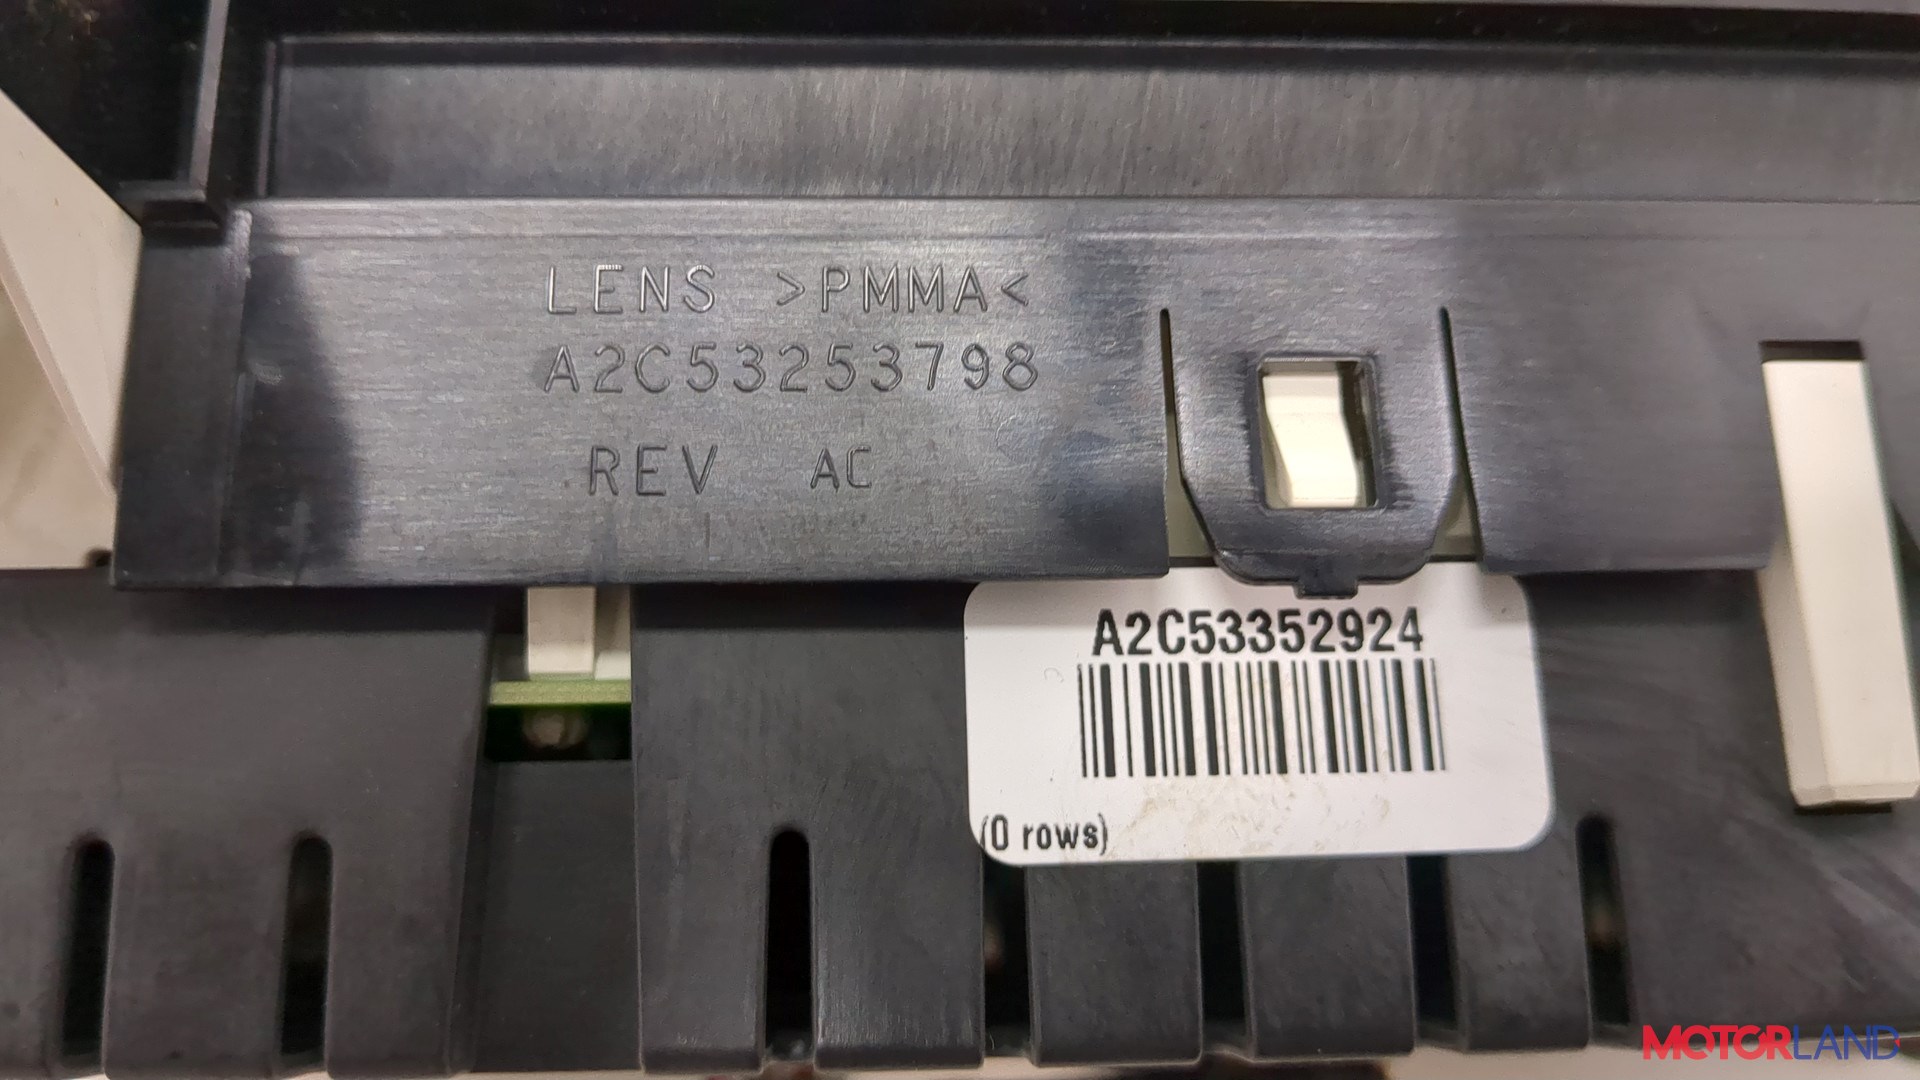 LENS >PMMA<
A2C53253798
REV AC
A2C53352924
(0 rows)
MOTORLAND